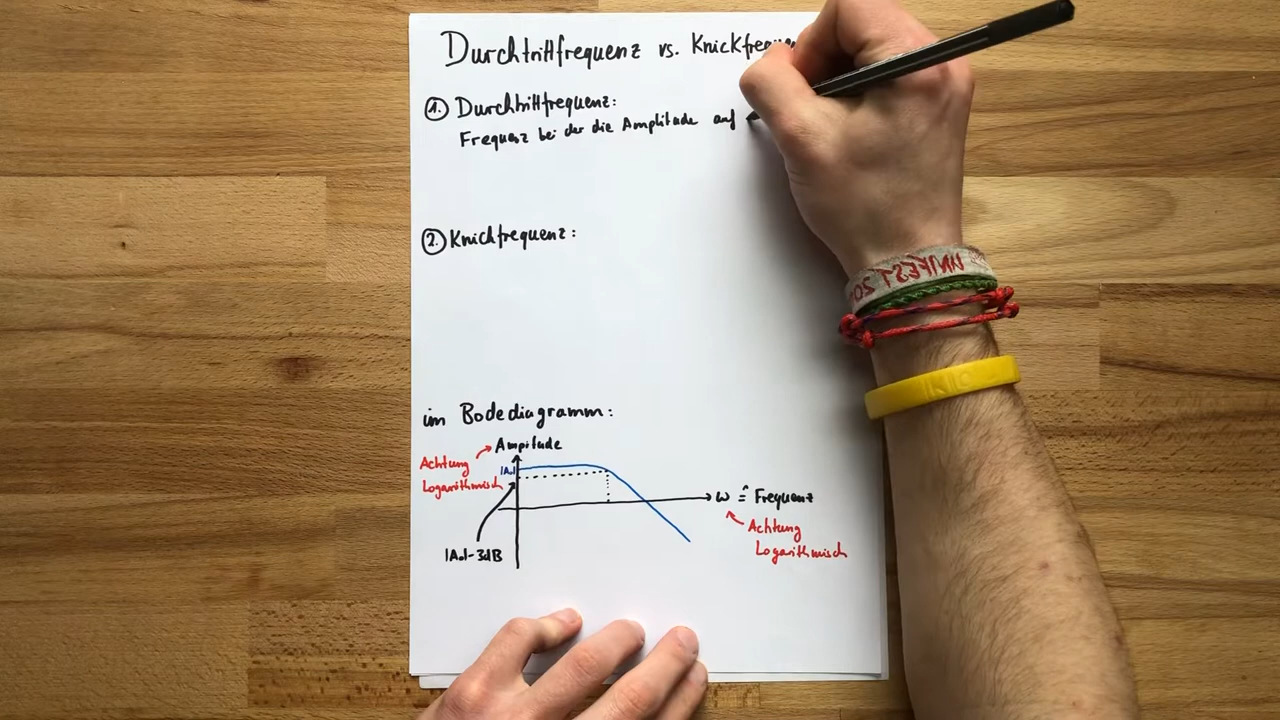 Durchtrittfrequenz vs. Knickfrequen
1. Durchtrittfrequenz:
Frequenz bei der die Amplitude auf
2. Knickfrequenz:
im Bodediagramm:
Amplitude
Achtung
Logarithmisch
|A₀|
ω ≙ Frequenz
Achtung
Logarithmisch
|A₀|-3dB